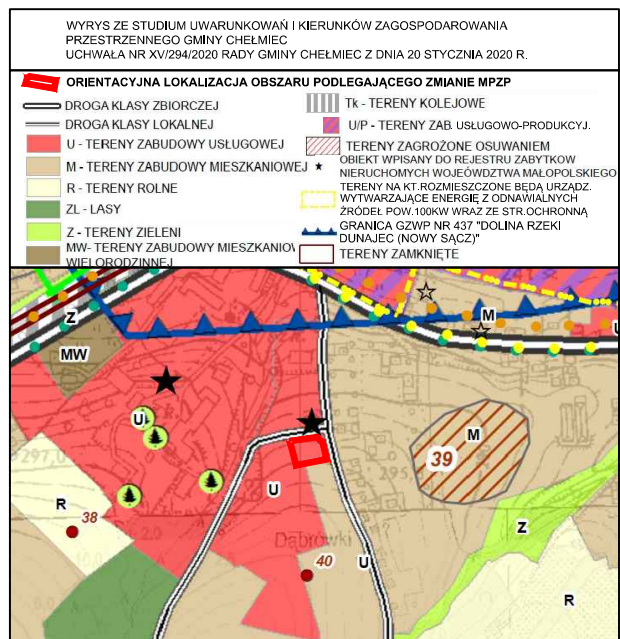 WYRYS ZE STUDIUM UWARUNKOWAŃ I KIERUNKÓW ZAGOSPODAROWANIA
PRZESTRZENNEGO GMINY CHEŁMIEC
UCHWAŁA NR XV/294/2020 RADY GMINY CHEŁMIEC Z DNIA 20 STYCZNIA 2020 R.
ORIENTACYJNA LOKALIZACJA OBSZARU PODLEGAJĄCEGO ZMIANIE MPZP
DROGA KLASY ZBIORCZEJ
DROGA KLASY LOKALNEJ
U - TERENY ZABUDOWY USŁUGOWEJ
M - TERENY ZABUDOWY MIESZKANIOWEJ
R - TERENY ROLNE
ZL - LASY
Z - TERENY ZIELENI
MW- TERENY ZABUDOWY MIESZKANIOW
WIELORODZINNEJ
Tk - TERENY KOLEJOWE
U/P - TERENY ZAB. USŁUGOWO-PRODUKCYJ.
TERENY ZAGROŻONE OSUWANIEM
OBIEKT WPISANY DO REJESTRU ZABYTKÓW
NIERUCHOMYCH WOJEÓWDZTWA MAŁOPOLSKIEGO
TERENY NA KT.ROZMIESZCZONE BĘDĄ URZĄDZ.
WYTWARZAJĄCE ENERGIĘ Z ODNAWIALNYCH
ŹRÓDEŁ POW.100KW WRAZ ZE STR.OCHRONNĄ
GRANICA GZWP NR 437 "DOLINA RZEKI
DUNAJEC (NOWY SĄCZ)"
TERENY ZAMKNIĘTE
Z
M
U
MW
U
M
39
R
38
U
Z
Dąbrówki
40
U
R